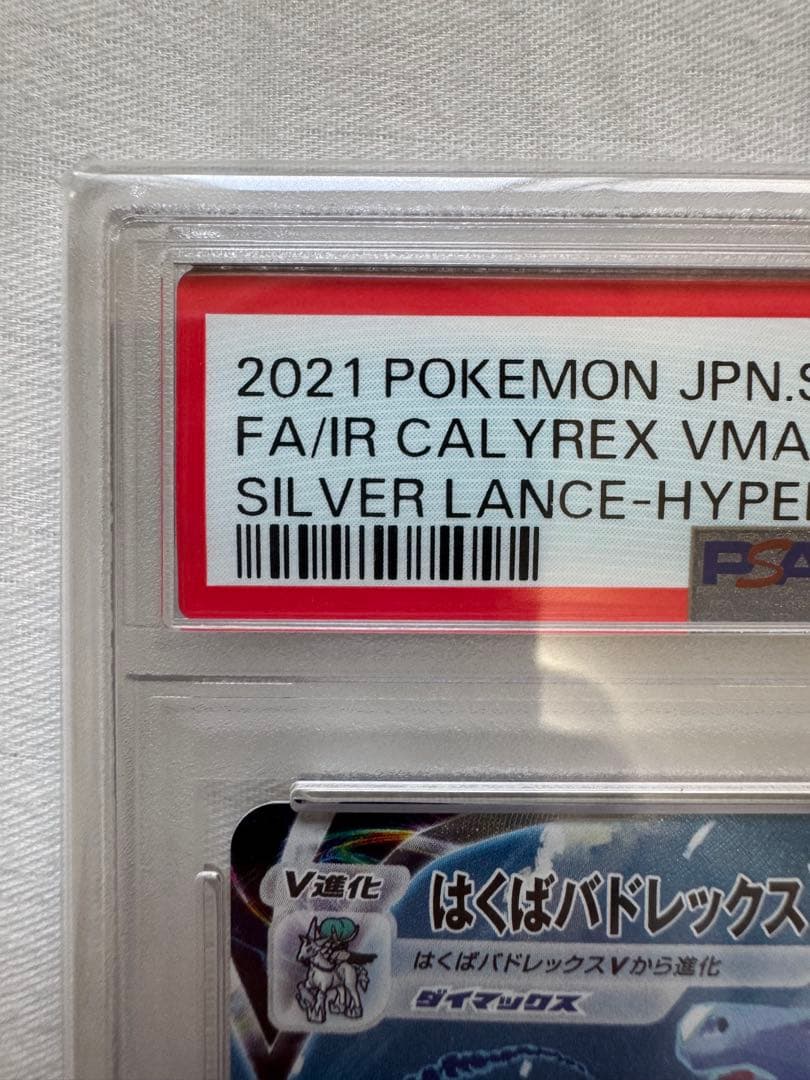 2021 POKEMON JPN.S
FA/IR CALYREX VMA
SILVER LANCE-HYPER
PSA
V進化
はくばバドレックス
はくばバドレックスVから進化
ダイマックス